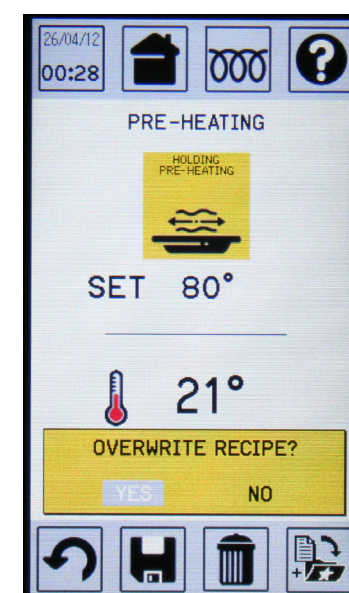 26/04/12
00:28
?
PRE-HEATING
HOLDING
PRE-HEATING
SET 80°
21°
OVERWRITE RECIPE?
YES NO